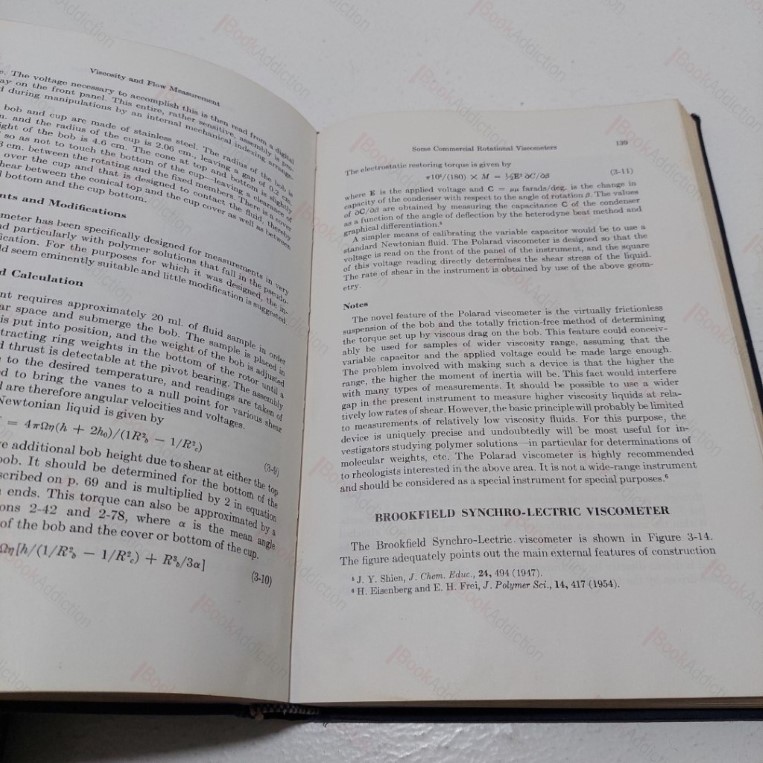 Viscosity and Flow Measurement
The voltage necessary to accomplish this is then read from a digital
on the front panel. This entire, rather sensitive, assembly is
during manipulations by an internal mechanical indexing
bob and cup are made of stainless steel. The radius of the bob is
and the radius of the cup is 2.00 cm, leaving a gap of 0.2 cm.
of the bob is 4.6 cm. The cone at top and bottom
so as not to touch the bottom of the cup, leaving a clearance
cm. between the rotating and the fixed members. There is a cover
over the cup and that is designed to contact the fluid, thereby
shear between the conical top and the cup cover as well as between
bottom and the cup bottom.
and Modifications
has been specifically designed for measurements in very
particularly with polymer solutions that fall in the pseudo-
For the purposes for which it was designed, the in-
seem eminently suitable and little modification is suggested.
Calculation
requires approximately 20 ml. of fluid sample in order
space and submerge the bob. The sample is placed in
is put into position, and the weight of the bob is adjusted
ring weights in the bottom of the rotor until a
thrust is detectable at the pivot bearing. The assembly
to the desired temperature, and readings are taken of
to bring the vanes to a null point for various shear
are therefore angular velocities and voltages.
Newtonian liquid is given by
= 4πΩη(h + 2h₀)/(1/R²b − 1/R²c)
(3-9)
additional bob height due to shear at either the top
bob. It should be determined for the bottom of the
on p. 69 and is multiplied by 2 in equation
ends. This torque can also be approximated by
2-42 and 2-78, where α is the mean angle
of the bob and the cover or bottom of the cup.
Ωη[h/(1/R²b − 1/R²c) + R³b/3α]
(3-10)
Some Commercial Rotational Viscometers 139
The electrostatic restoring torque is given by
π10⁶/(180) × M = ½E² ∂C/∂δ (3-11)
where E is the applied voltage and C = farads/deg. is the change in
capacity of the condenser with respect to the angle of rotation δ. The values
of ∂C/∂δ are obtained by measuring the capacitance C of the condenser
as a function of angle of deflection by the heterodyne beat method and
graphical differentiation.⁵
A simpler means of calibrating the variable capacitor would be to use a
standard Newtonian fluid. The Polarad viscometer is designed so that the
voltage is read on the front of the panel of the instrument, and the square
of this voltage reading directly determines the shear stress of the liquid.
The rate of shear in the instrument is obtained by use of the above geom-
etry.
Notes
The novel feature of the Polarad viscometer is the virtually frictionless
suspension of the bob and the totally friction-free method of determining
the torque set up by viscous drag on the bob. This feature could conceiv-
ably be used for samples of wider viscosity range, assuming that the
variable capacitor and the applied voltage could be made large enough.
The problem involved with making such a device is that the higher the
range, the higher the moment of inertia will be. This fact would interfere
with many types of measurements. It should be possible to use a wider
gap in the present instrument to measure higher viscosity liquids at rela-
tively low rates of shear. However, the basic principle will probably be limited
to measurements of relatively low viscosity fluids. For this purpose, the
device is uniquely precise and undoubtedly will be most useful for in-
vestigators studying polymer solutions—in particular for determinations of
molecular weights, etc. The Polarad viscometer is highly recommended
to rheologists interested in the above area. It is not a wide-range instrument
and should be considered as a special instrument for special purposes.⁶
BROOKFIELD SYNCHRO-LECTRIC VISCOMETER
The Brookfield Synchro-Lectric viscometer is shown in Figure 3-14.
The figure adequately points out the main external features of construction
⁵ J. Y. Shien, J. Chem. Educ., 24, 494 (1947).
⁶ H. Eisenberg and E. H. Frei, J. Polymer Sci., 14, 417 (1954).